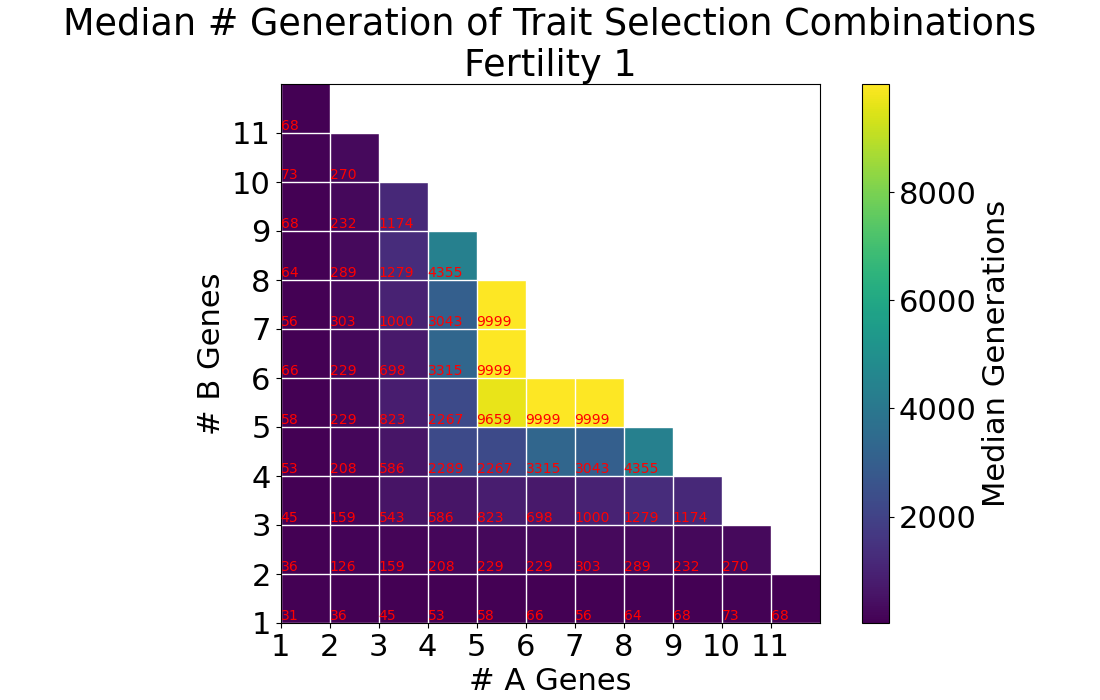 Median # Generation of Trait Selection Combinations
Fertility 1
# B Genes
11
10
9
8
7
6
5
4
3
2
1
68
73 270
68 232 1174
64 289 1279 4355
56 303 1000 3043 9999
66 229 698 3315 9999
58 229 823 2267 9659 9999 9999
53 208 586 2267 3315 3043 4355
45 159 543 586 823 698 1000 1279 1174
36 126 159 208 229 229 303 289 232 270
31 36 45 53 58 66 56 64 68 73 68
1 2 3 4 5 6 7 8 9 10 11
# A Genes
8000
6000
4000
2000
Median Generations